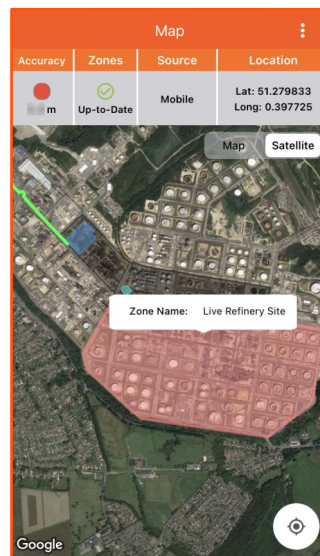 Map
Accuracy Zones Source Location
m Up-to-Date Mobile Lat: 51.279833
Long: 0.397725
Map Satellite
Zone Name: Live Refinery Site
Google